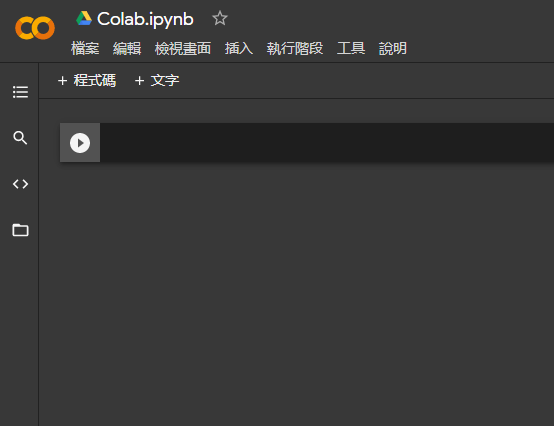 Colab.ipynb
檔案 編輯 檢視畫面 插入 執行階段 工具 說明
+ 程式碼 + 文字